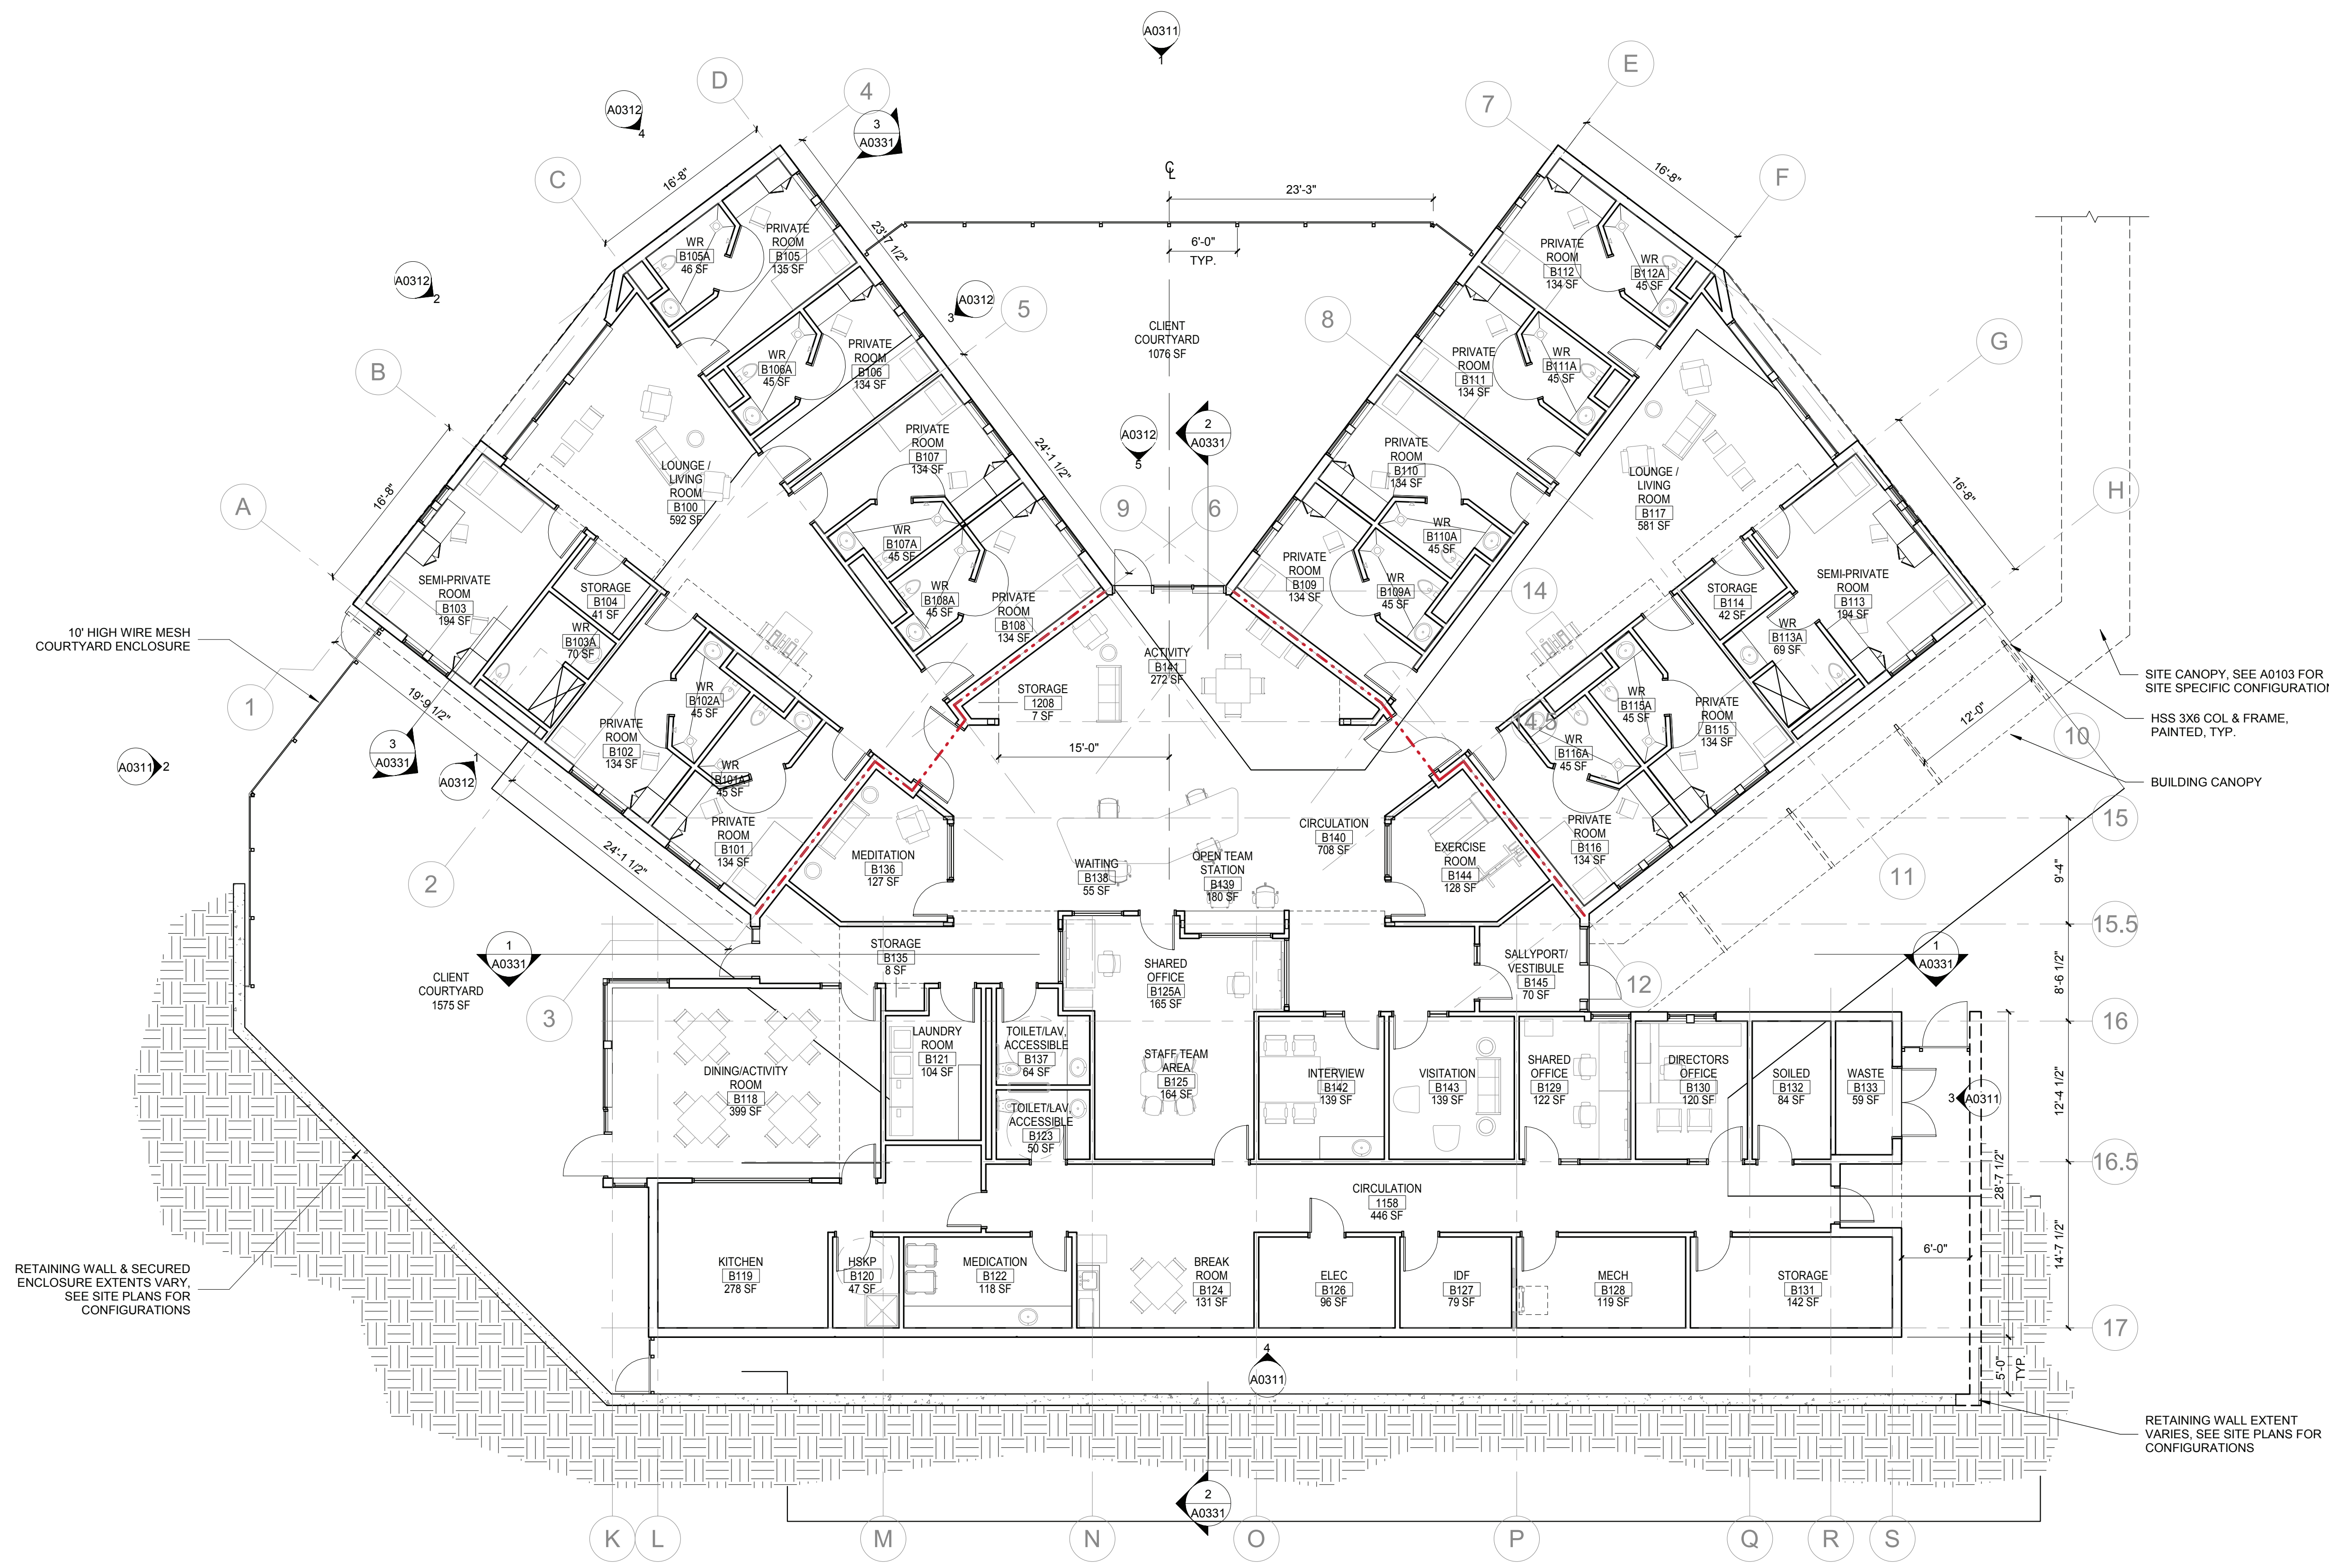 A0311
1
E
D
4
7
A0312
4
3
A0331
16'-8"
16'-8"
C
F
℄
23'-3"
23'-7 1/2"
6'-0"
TYP.
WR
B105A
46 SF
PRIVATE
ROOM
B105
135 SF
PRIVATE
ROOM
B112
134 SF
WR
B112A
45 SF
A0312
2
A0312
3
5
8
CLIENT
COURTYARD
1076 SF
G
B
WR
B106A
45 SF
PRIVATE
ROOM
B106
134 SF
PRIVATE
ROOM
B111
134 SF
WR
B111A
45 SF
A0312
5
2
A0331
24'-1 1/2"
PRIVATE
ROOM
B107
134 SF
PRIVATE
ROOM
B110
134 SF
LOUNGE /
LIVING
ROOM
B100
592 SF
LOUNGE /
LIVING
ROOM
B117
581 SF
16'-8"
16'-8"
A
H
9
6
WR
B107A
45 SF
WR
B110A
45 SF
SEMI-PRIVATE
ROOM
B103
194 SF
STORAGE
B104
41 SF
WR
B103A
70 SF
WR
B108A
45 SF
PRIVATE
ROOM
B108
134 SF
PRIVATE
ROOM
B109
134 SF
WR
B109A
45 SF
14
STORAGE
B114
42 SF
WR
B113A
69 SF
SEMI-PRIVATE
ROOM
B113
194 SF
10' HIGH WIRE MESH
COURTYARD ENCLOSURE
SITE CANOPY, SEE A0103 FOR
SITE SPECIFIC CONFIGURATION
ACTIVITY
B141
272 SF
STORAGE
1208
7 SF
1
19'-9 1/2"
WR
B102A
45 SF
PRIVATE
ROOM
B102
134 SF
WR
B115A
45 SF
PRIVATE
ROOM
B115
134 SF
HSS 3X6 COL & FRAME,
PAINTED, TYP.
12'-0"
10
14.5
15'-0"
3
A0331
A0311
2
A0312
1
WR
B101A
45 SF
WR
B116A
45 SF
BUILDING CANOPY
PRIVATE
ROOM
B101
134 SF
MEDITATION
B136
127 SF
WAITING
B138
55 SF
OPEN TEAM
STATION
B139
180 SF
CIRCULATION
B140
708 SF
EXERCISE
ROOM
B144
128 SF
PRIVATE
ROOM
B116
134 SF
15
9'-4"
24'-1 1/2"
2
11
15.5
1
A0331
STORAGE
B135
8 SF
SHARED
OFFICE
B125A
165 SF
SALLYPORT/
VESTIBULE
B145
70 SF
1
A0331
8'-6 1/2"
CLIENT
COURTYARD
1575 SF
3
12
16
LAUNDRY
ROOM
B121
104 SF
TOILET/LAV,
ACCESSIBLE
B137
64 SF
STAFF TEAM
AREA
B125
164 SF
INTERVIEW
B142
139 SF
VISITATION
B143
139 SF
SHARED
OFFICE
B129
122 SF
DIRECTORS
OFFICE
B130
120 SF
SOILED
B132
84 SF
WASTE
B133
59 SF
3
A0311
12'-4 1/2"
DINING/ACTIVITY
ROOM
B118
399 SF
TOILET/LAV,
ACCESSIBLE
B123
50 SF
16.5
28'-7 1/2"
CIRCULATION
1158
446 SF
RETAINING WALL & SECURED
ENCLOSURE EXTENTS VARY,
SEE SITE PLANS FOR
CONFIGURATIONS
KITCHEN
B119
278 SF
HSKP
B120
47 SF
MEDICATION
B122
118 SF
BREAK
ROOM
B124
131 SF
ELEC
B126
96 SF
IDF
B127
79 SF
MECH
B128
119 SF
STORAGE
B131
142 SF
6'-0"
14'-7 1/2"
17
4
A0311
5'-0"
TYP.
RETAINING WALL EXTENT
VARIES, SEE SITE PLANS FOR
CONFIGURATIONS
2
A0331
K
L
M
N
O
P
Q
R
S